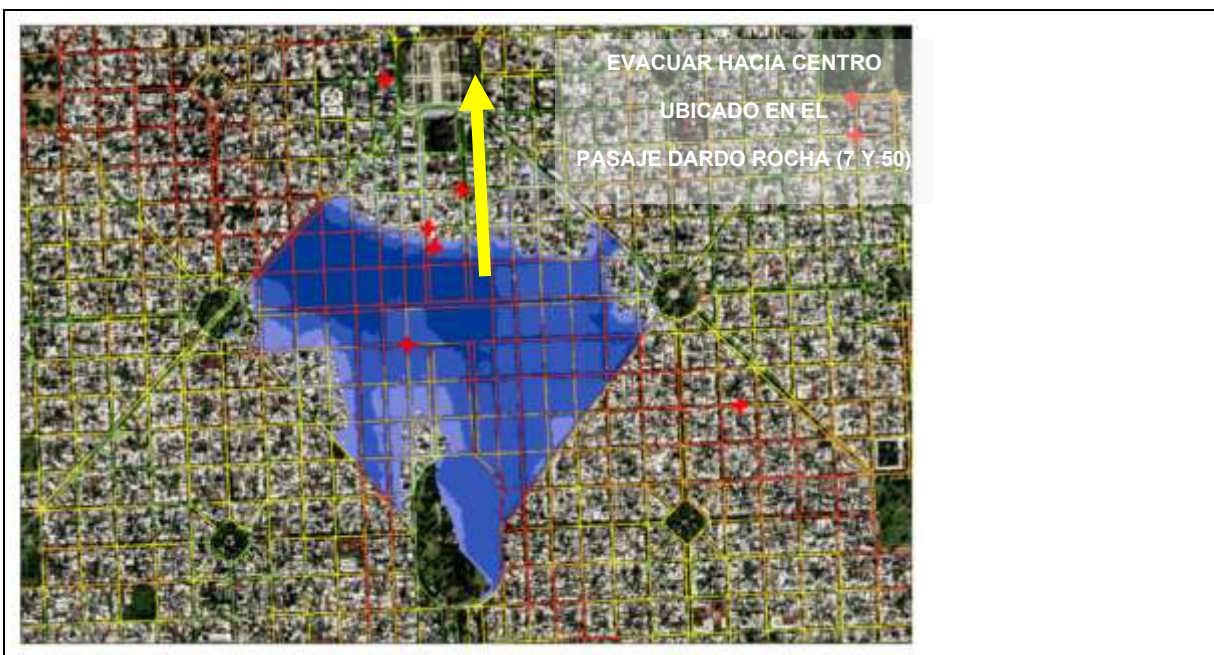 EVACUAR HACIA CENTRO
UBICADO EN EL
PASAJE DARDO ROCHA (7 Y 50)